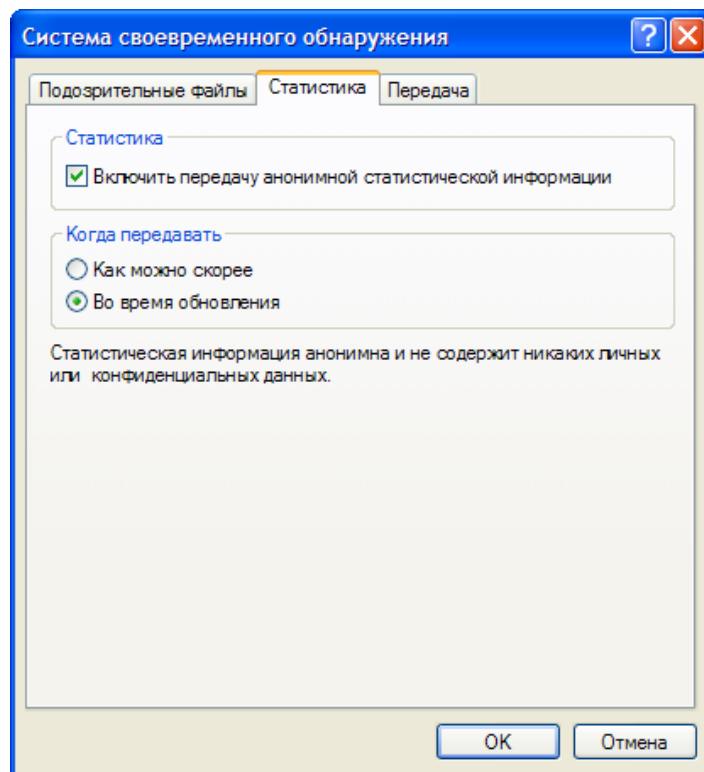 Система своевременного обнаружения
Подозрительные файлы Статистика Передача
Статистика
Включить передачу анонимной статистической информации
Когда передавать
Как можно скорее
Во время обновления
Статистическая информация анонимна и не содержит никаких личных
или конфиденциальных данных.
OK Отмена